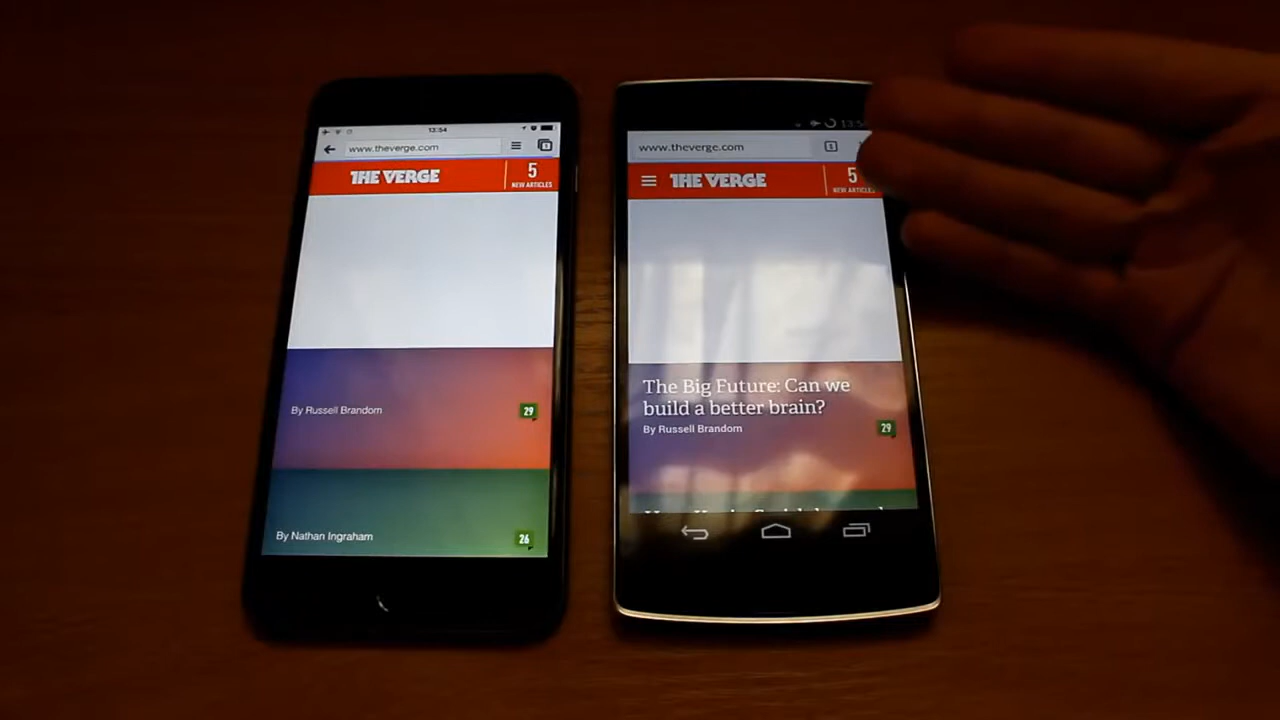 13:54
www.theverge.com
THE VERGE
5
NEW ARTICLES
By Russell Brandom
29
By Nathan Ingraham
26
www.theverge.com
THE VERGE
5
NEW ARTICLES
The Big Future: Can we
build a better brain?
By Russell Brandom
29